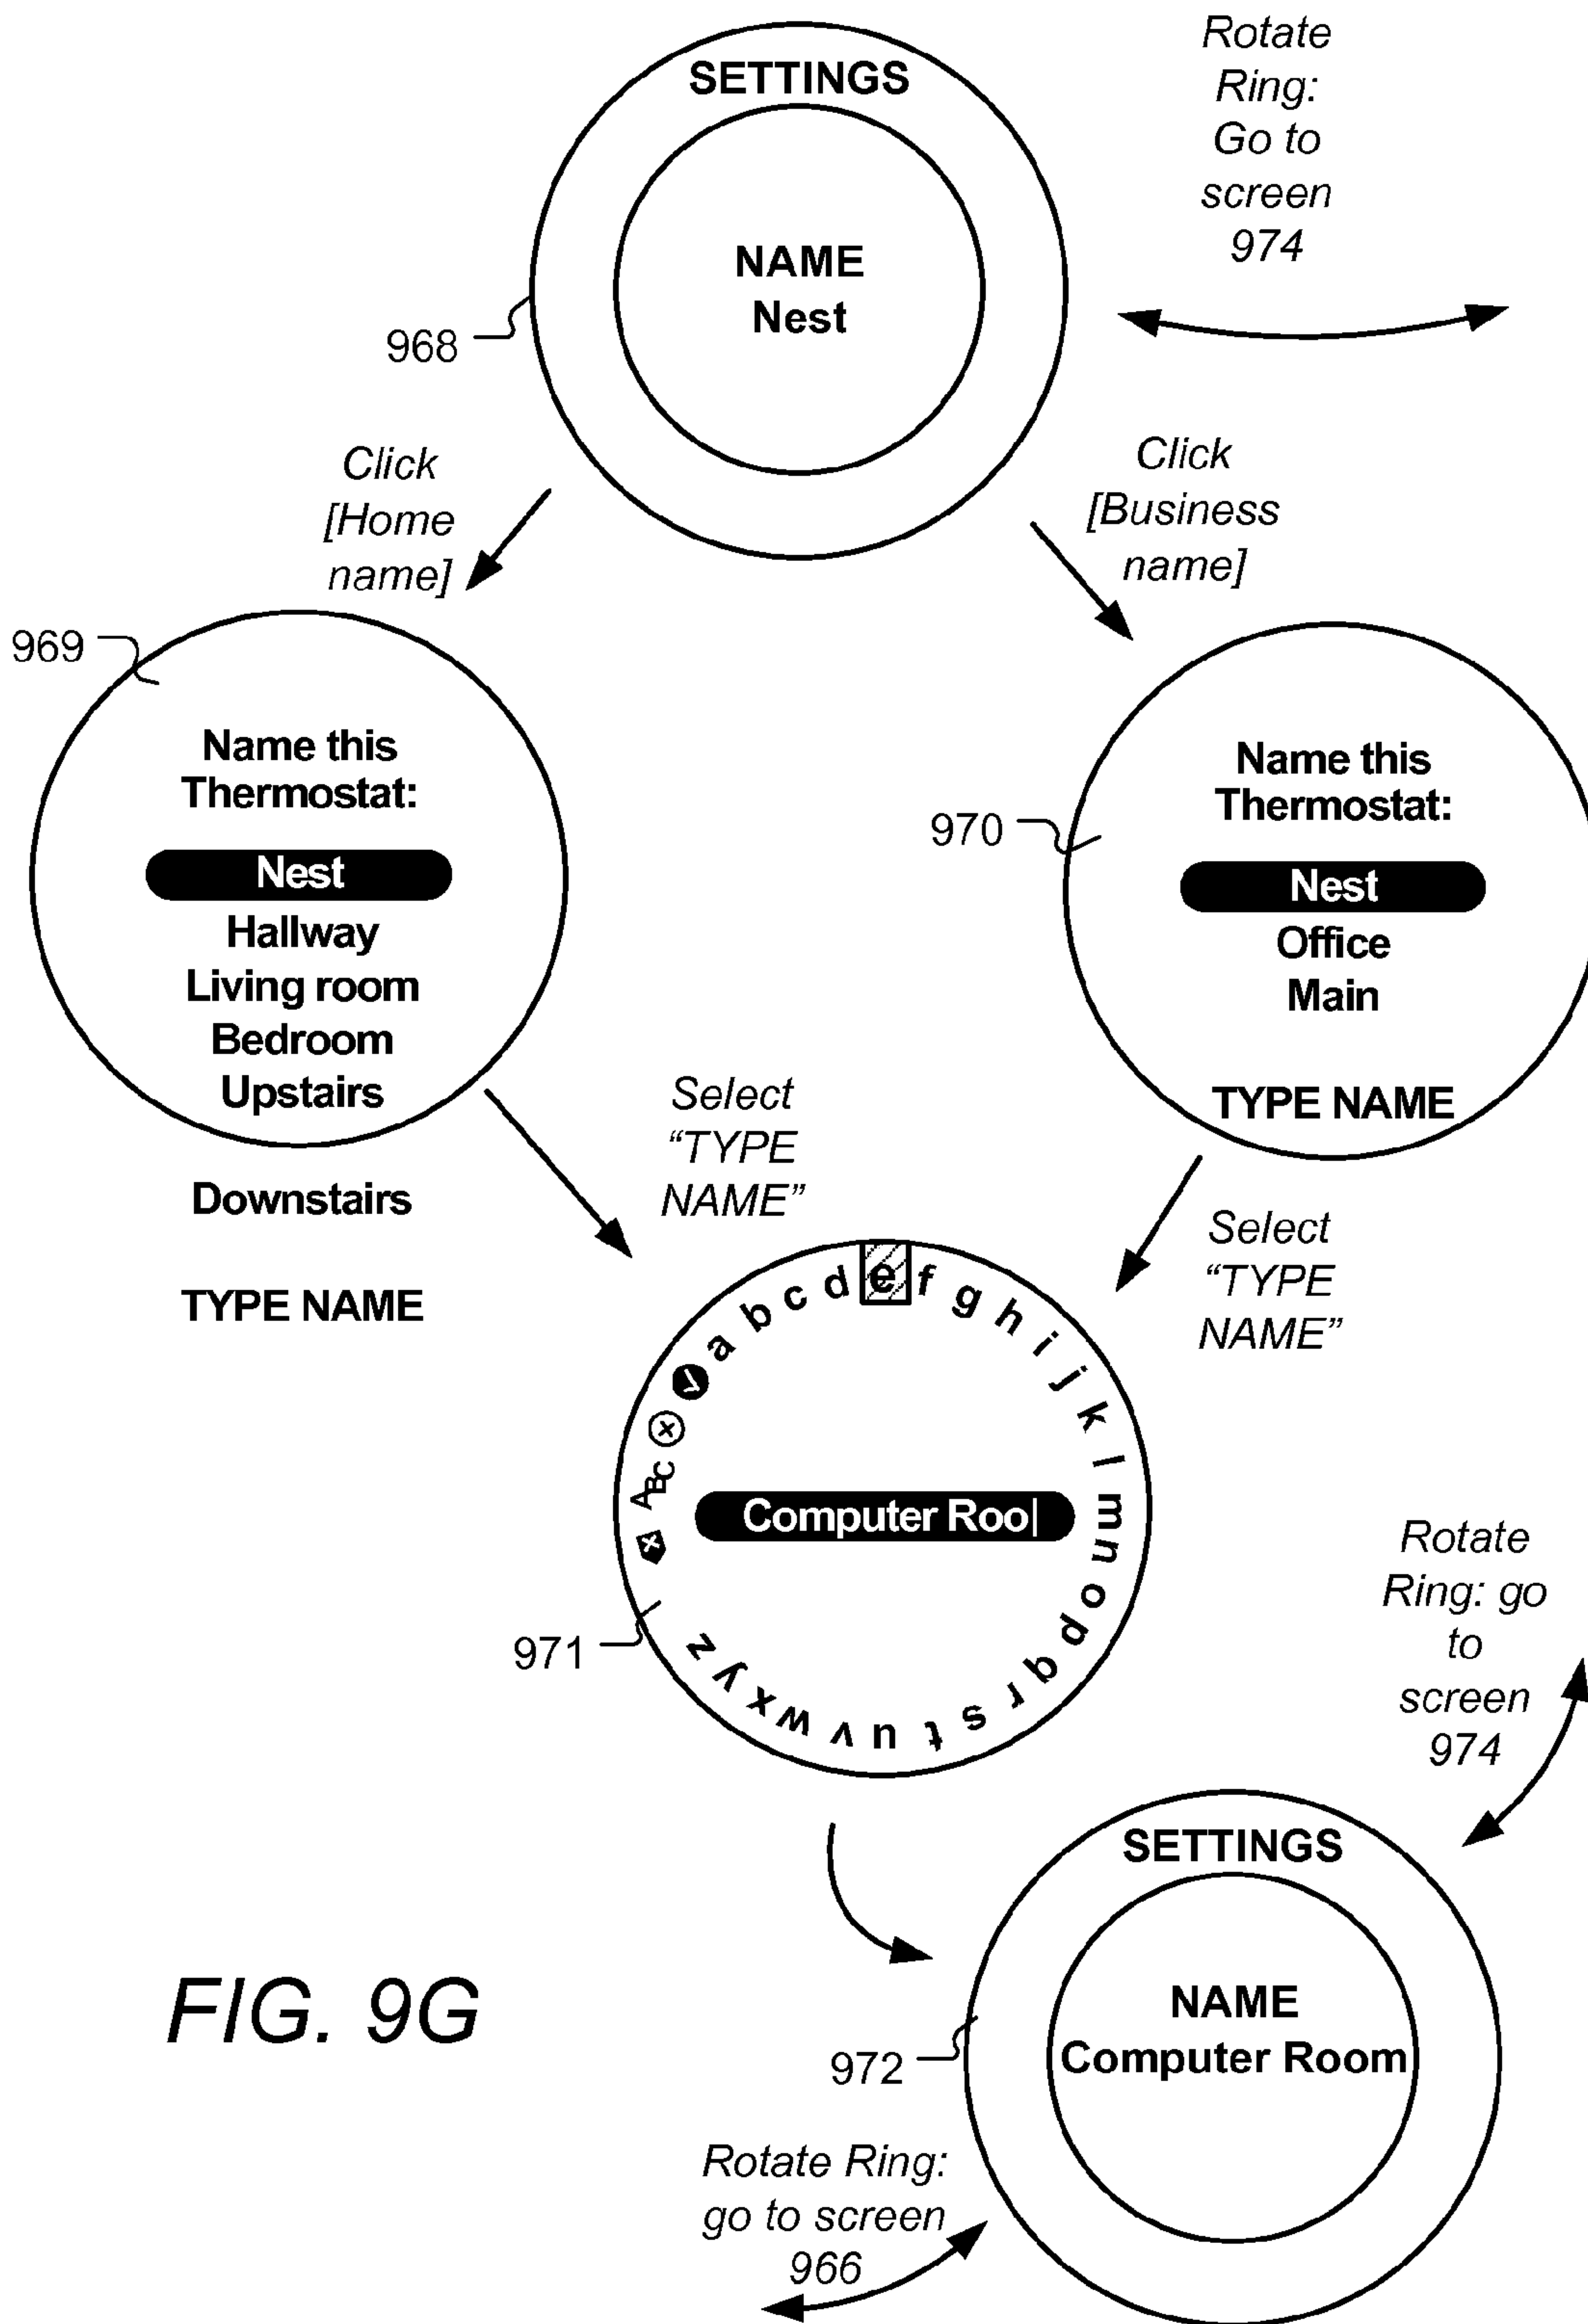 SETTINGS
NAME
Nest
968
Rotate
Ring:
Go to
screen
974
Click
[Home
name]
Click
[Business
name]
969
Name this
Thermostat:
Nest
Hallway
Living room
Bedroom
Upstairs
Downstairs
TYPE NAME
970
Name this
Thermostat:
Nest
Office
Main
TYPE NAME
Select
“TYPE
NAME”
Select
“TYPE
NAME”
a b c d e f g h i j k l m n o p q r s t u v w x y z
ABC
Computer Roo
971
Rotate
Ring: go
to
screen
974
SETTINGS
NAME
Computer Room
972
Rotate Ring:
go to screen
966
FIG. 9G